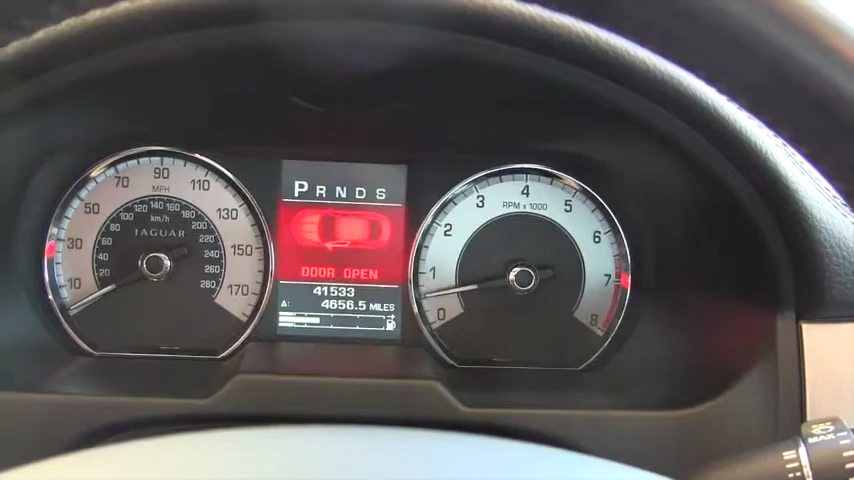 10 30 50 70 90 110 130 150 170
MPH
20 40 60 80 100 120 140 160 180 200 220 240 260 280
km/h
JAGUAR
P R N D S
DOOR OPEN
41533
A: 4656.5 MILES
0 1 2 3 4 5 6 7 8
RPM x 1000
MAX